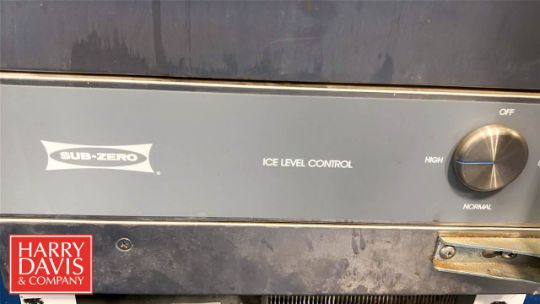 OFF
SUB-ZERO
ICE LEVEL CONTROL
HIGH
NORMAL
HARRY
DAVIS
& COMPANY